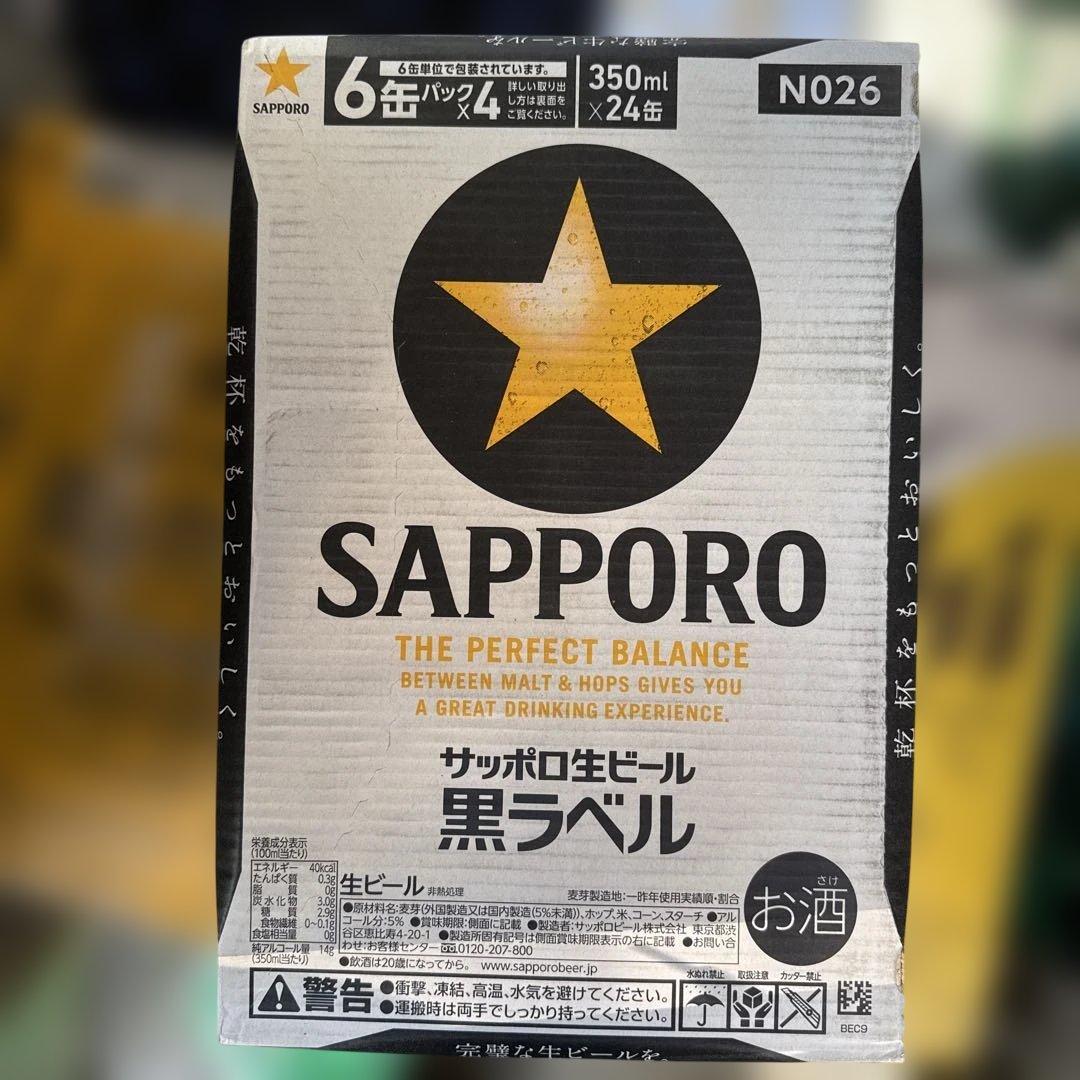 完璧な生ビールを。
SAPPORO
6缶パック×4
6缶単位で包装されています。
詳しい取り出
し方は裏面を
ご覧ください。
350ml
×24缶
N026
乾杯をもっとおいしく。
乾杯をもっとおいしく。
SAPPORO
THE PERFECT BALANCE
BETWEEN MALT & HOPS GIVES YOU
A GREAT DRINKING EXPERIENCE.
サッポロ生ビール
黒ラベル
栄養成分表示
(100ml当たり)
エネルギー 40kcal
たんぱく質 0.3g
脂質 0g
炭水化物 3.0g
糖質 2.9g
食物繊維 0~0.1g
食塩相当量 0g
純アルコール量 14g
(350ml当たり)
生ビール 非熱処理
麦芽製造地:一昨年使用実績順・割合
●原材料名:麦芽(外国製造又は国内製造(5%未満))、ホップ、米、コーン、スターチ ●アル
コール分:5% ●賞味期限:側面に記載 ●製造者:サッポロビール株式会社 東京都渋
谷区恵比寿4-20-1 ●製造所固有記号は側面賞味期限表示の右に記載 ●お問い合
わせ:お客様センター 0120-207-800
●飲酒は20歳になってから。 www.sapporobeer.jp
さけ
お酒
警告
●衝撃、凍結、高温、水気を避けてください。
●運搬時は両手でしっかり持ってください。
水ぬれ禁止
取扱注意
カッター禁止
BEC9
完璧な生ビールを。